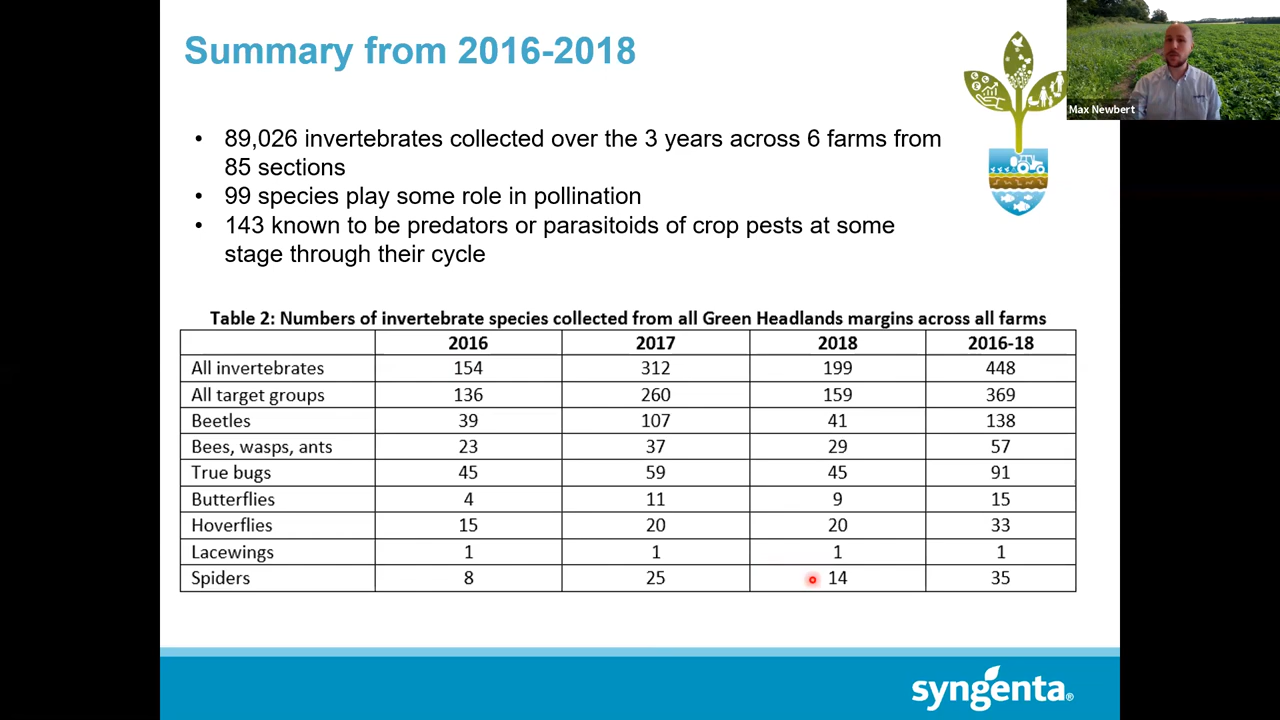 Summary from 2016-2018
Max Newbert
• 89,026 invertebrates collected over the 3 years across 6 farms from
85 sections
• 99 species play some role in pollination
• 143 known to be predators or parasitoids of crop pests at some
stage through their cycle
Table 2: Numbers of invertebrate species collected from all Green Headlands margins across all farms
2016 2017 2018 2016-18
All invertebrates 154 312 199 448
All target groups 136 260 159 369
Beetles 39 107 41 138
Bees, wasps, ants 23 37 29 57
True bugs 45 59 45 91
Butterflies 4 11 9 15
Hoverflies 15 20 20 33
Lacewings 1 1 1 1
Spiders 8 25 14 35
syngenta®